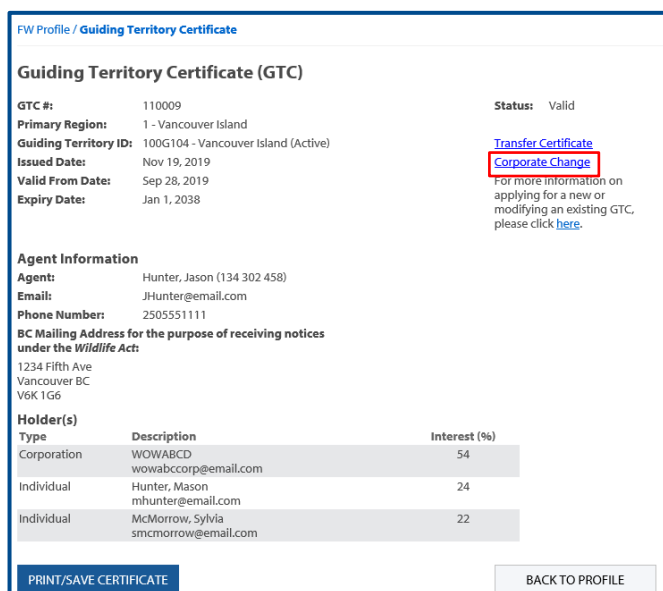 FW Profile / Guiding Territory Certificate
Guiding Territory Certificate (GTC)
GTC #: 110009 Status: Valid
Primary Region: 1 - Vancouver Island
Guiding Territory ID: 100G104 - Vancouver Island (Active) Transfer Certificate
Issued Date: Nov 19, 2019 Corporate Change
Valid From Date: Sep 28, 2019 For more information on
Expiry Date: Jan 1, 2038 applying for a new or
modifying an existing GTC,
please click here.
Agent Information
Agent: Hunter, Jason (134 302 458)
Email: JHunter@email.com
Phone Number: 2505551111
BC Mailing Address for the purpose of receiving notices
under the Wildlife Act:
1234 Fifth Ave
Vancouver BC
V6K 1G6
Holder(s)
Type Description Interest (%)
Corporation WOWABCD 54
wowabccorp@email.com
Individual Hunter, Mason 24
mhunter@email.com
Individual McMorrow, Sylvia 22
smcmorrow@email.com
PRINT/SAVE CERTIFICATE BACK TO PROFILE